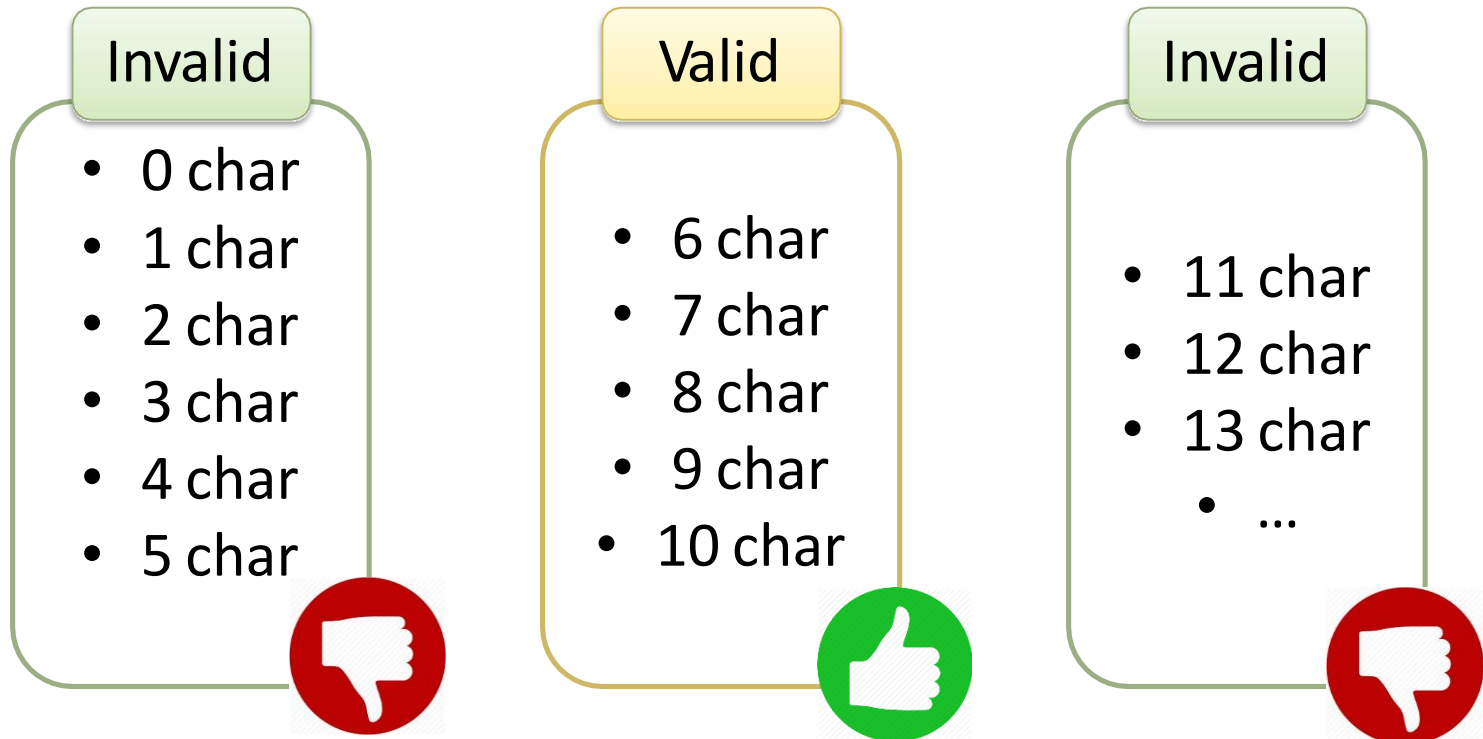 Invalid
• 0 char
• 1 char
• 2 char
• 3 char
• 4 char
• 5 char
Valid
• 6 char
• 7 char
• 8 char
• 9 char
• 10 char
Invalid
• 11 char
• 12 char
• 13 char
• ...